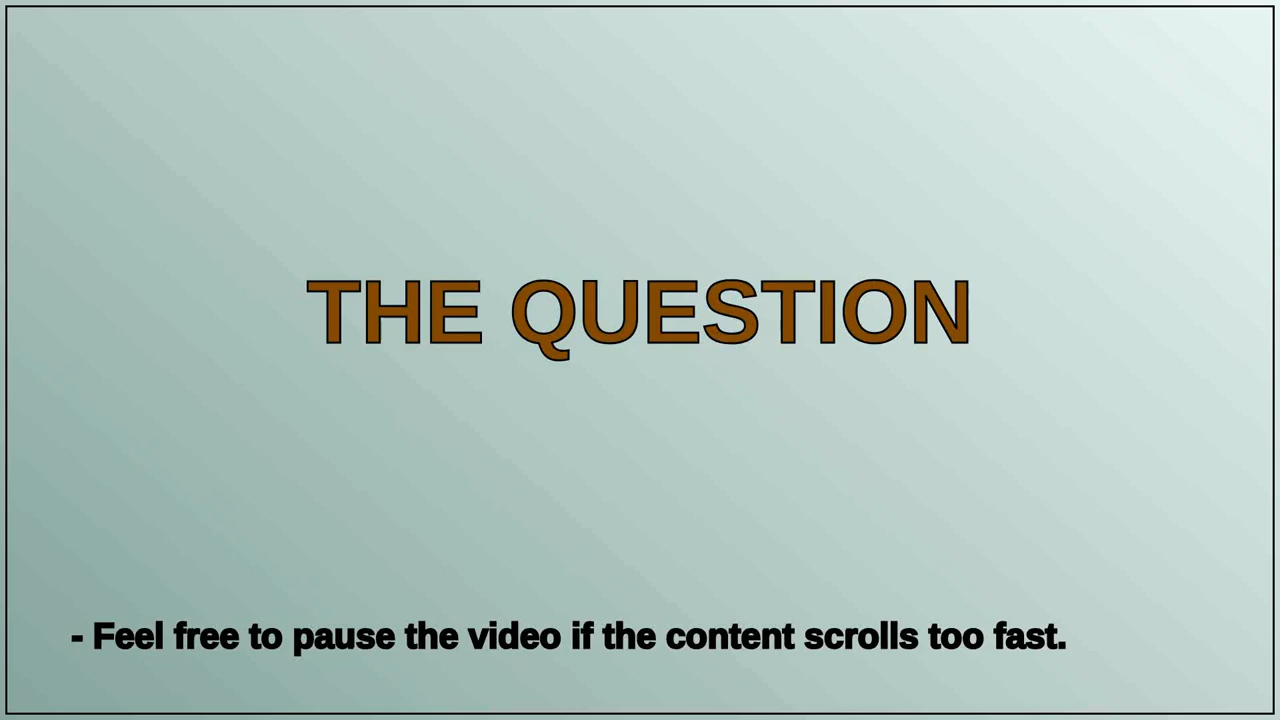 THE QUESTION
- Feel free to pause the video if the content scrolls too fast.